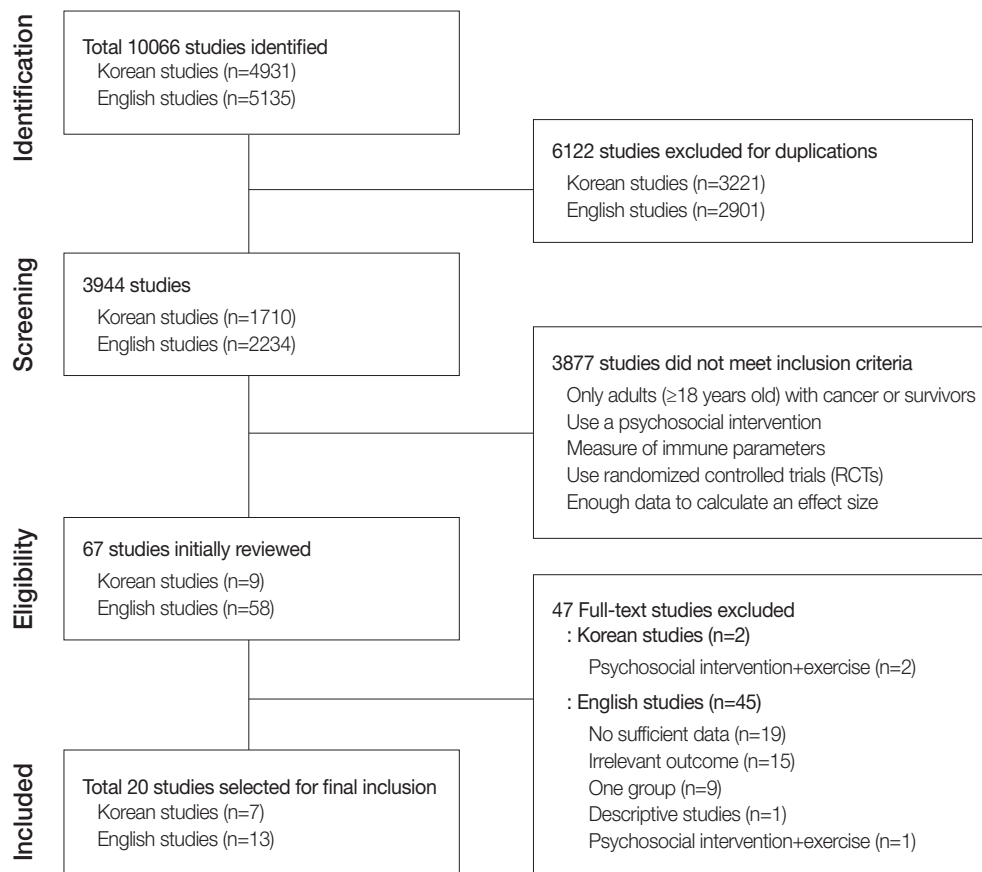 Identification
Total 10066 studies identified
Korean studies (n=4931)
English studies (n=5135)
6122 studies excluded for duplications
Korean studies (n=3221)
English studies (n=2901)
Screening
3944 studies
Korean studies (n=1710)
English studies (n=2234)
3877 studies did not meet inclusion criteria
Only adults (≥18 years old) with cancer or survivors
Use a psychosocial intervention
Measure of immune parameters
Use randomized controlled trials (RCTs)
Enough data to calculate an effect size
Eligibility
67 studies initially reviewed
Korean studies (n=9)
English studies (n=58)
47 Full-text studies excluded
: Korean studies (n=2)
Psychosocial intervention+exercise (n=2)
: English studies (n=45)
No sufficient data (n=19)
Irrelevant outcome (n=15)
One group (n=9)
Descriptive studies (n=1)
Psychosocial intervention+exercise (n=1)
Included
Total 20 studies selected for final inclusion
Korean studies (n=7)
English studies (n=13)